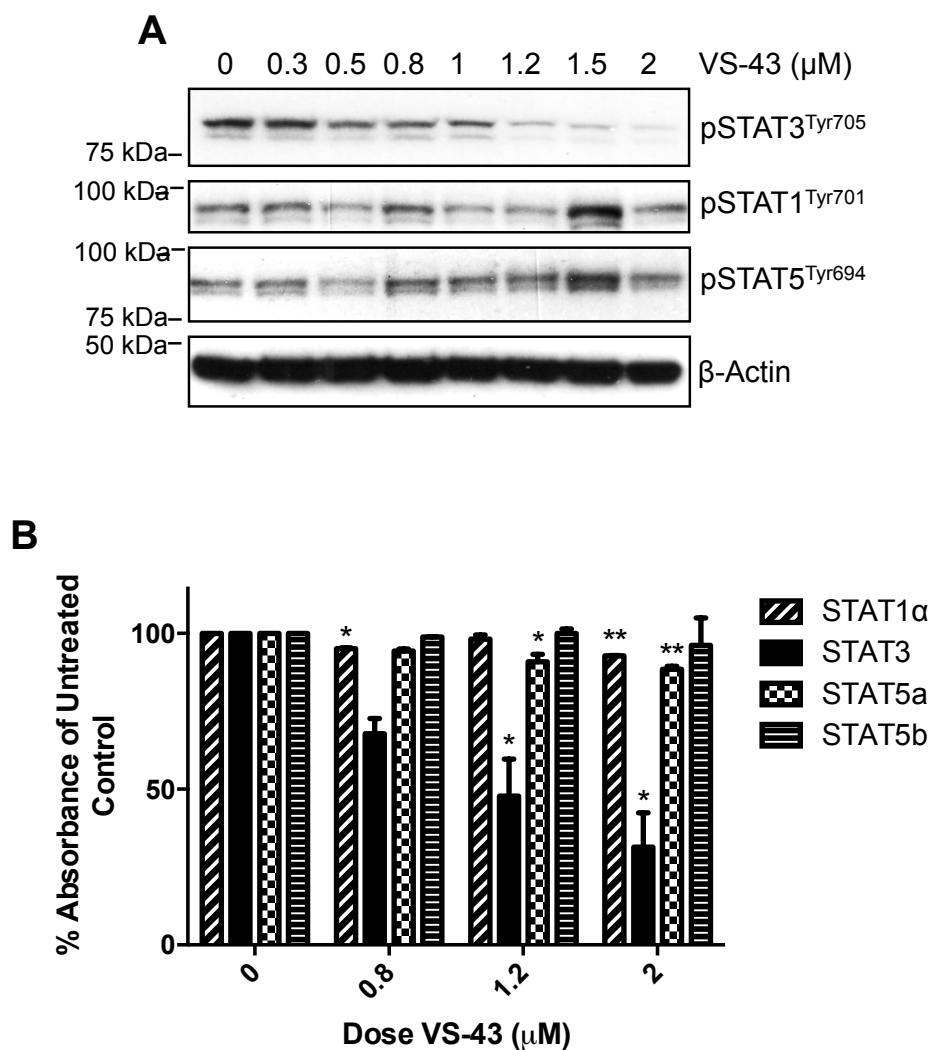 A
0 0.3 0.5 0.8 1 1.2 1.5 2 VS-43 (μM)
pSTAT3Tyr705
75 kDa–
100 kDa–
pSTAT1Tyr701
100 kDa–
pSTAT5Tyr694
75 kDa–
50 kDa–
β-Actin
B
% Absorbance of Untreated
Control
100
50
0
* * * ** * **
*
0 0.8 1.2 2
Dose VS-43 (μM)
STAT1α
STAT3
STAT5a
STAT5b